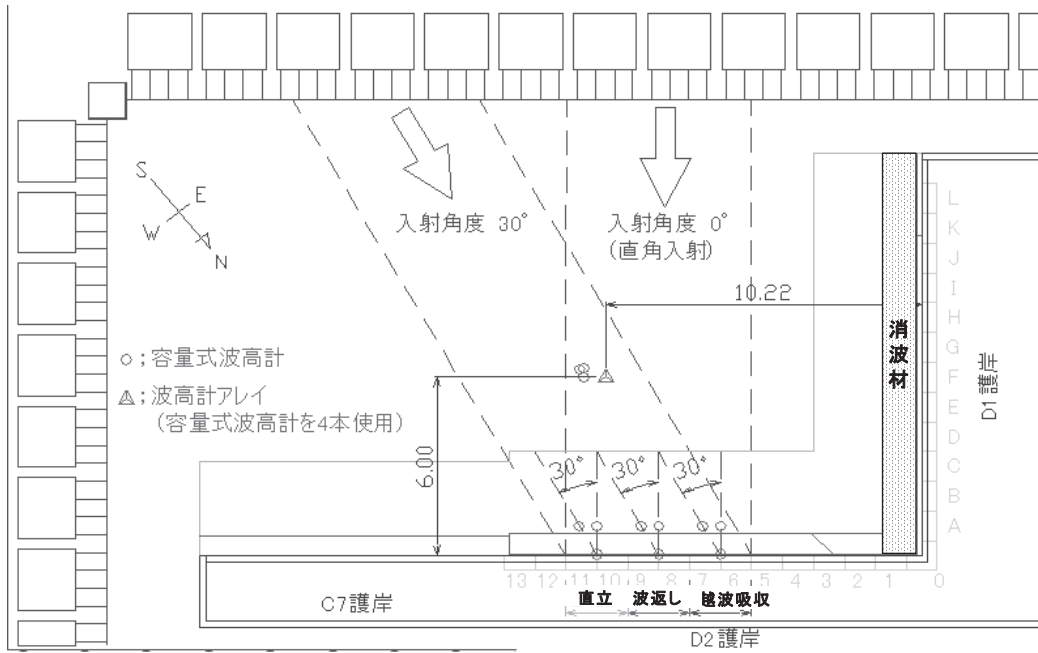 S
E
W
N
入射角度 30°
入射角度 0°
(直角入射)
10.22
○;容量式波高計
△;波高計アレイ
(容量式波高計を4本使用)
6.00
30°
30°
30°
消波材
L
K
J
I
H
G
F
E
D
C
B
A
D1護岸
13 12 11 10 9 8 7 6 5 4 3 2 1 0
直立
波返し
越波吸収
C7護岸
D2護岸